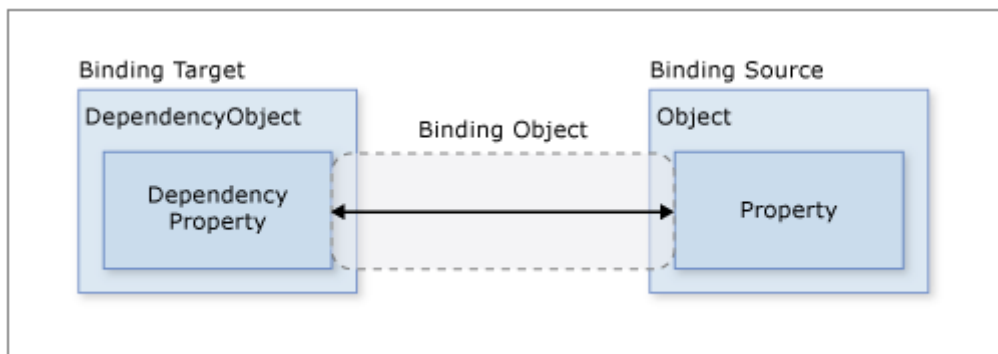 Binding Target
DependencyObject
Dependency
Property
Binding Object
Binding Source
Object
Property